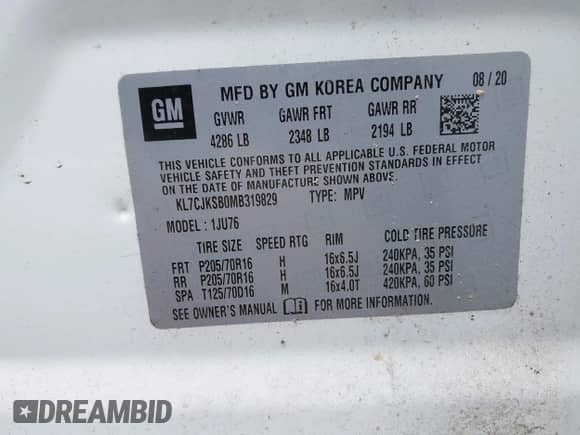 GM
MFD BY GM KOREA COMPANY 08/20
GVWR GAWR FRT GAWR RR
4286 LB 2348 LB 2194 LB
THIS VEHICLE CONFORMS TO ALL APPLICABLE U.S. FEDERAL MOTOR
VEHICLE SAFETY AND THEFT PREVENTION STANDARDS IN EFFECT
ON THE DATE OF MANUFACTURE SHOWN ABOVE.
KL7CJKSB0MB319829 TYPE: MPV
MODEL: 1JU76
TIRE SIZE SPEED RTG RIM COLD TIRE PRESSURE
FRT P205/70R16 H 16x6.5J 240KPA, 35 PSI
RR P205/70R16 H 16x6.5J 240KPA, 35 PSI
SPA T125/70D16 M 16x4.0T 420KPA, 60 PSI
SEE OWNER'S MANUAL FOR MORE INFORMATION.
DREAMBID